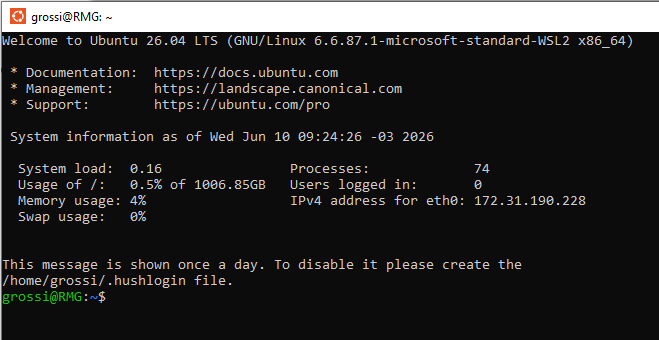 grossi@RMG: ~
Welcome to Ubuntu 26.04 LTS (GNU/Linux 6.6.87.1-microsoft-standard-WSL2 x86_64)
* Documentation:  https://docs.ubuntu.com
* Management:     https://landscape.canonical.com
* Support:        https://ubuntu.com/pro
System information as of Wed Jun 10 09:24:26 -03 2026
System load:  0.16                Processes:             74
Usage of /:   0.5% of 1006.85GB   Users logged in:       0
Memory usage: 4%                  IPv4 address for eth0: 172.31.190.228
Swap usage:   0%
This message is shown once a day. To disable it please create the
/home/grossi/.hushlogin file.
grossi@RMG:~$